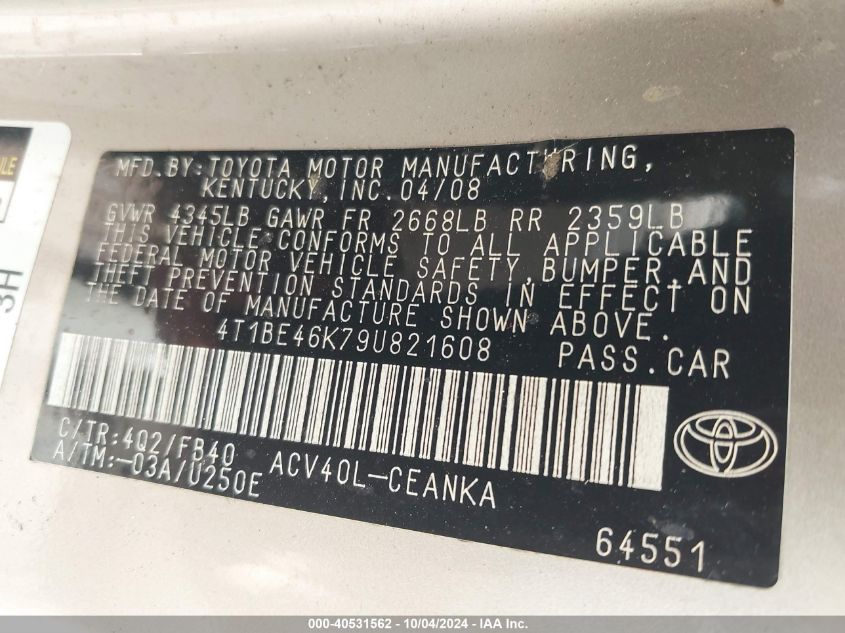 MFD.BY:TOYOTA MOTOR MANUFACTURING,
KENTUCKY,INC.04/08
GVWR 4345LB GAWR FR 2668LB RR 2359LB
THIS VEHICLE CONFORMS TO ALL APPLICABLE
FEDERAL MOTOR VEHICLE SAFETY,BUMPER,AND
THEFT PREVENTION STANDARDS IN EFFECT ON
THE DATE OF MANUFACTURE SHOWN ABOVE.
4T1BE46K79U821608 PASS.CAR
C/TR:4Q2/FB40
A/TM:-03A/U250E ACV40L-CEANKA
64551
3H
000-40531562 - 10/04/2024 - IAA Inc.